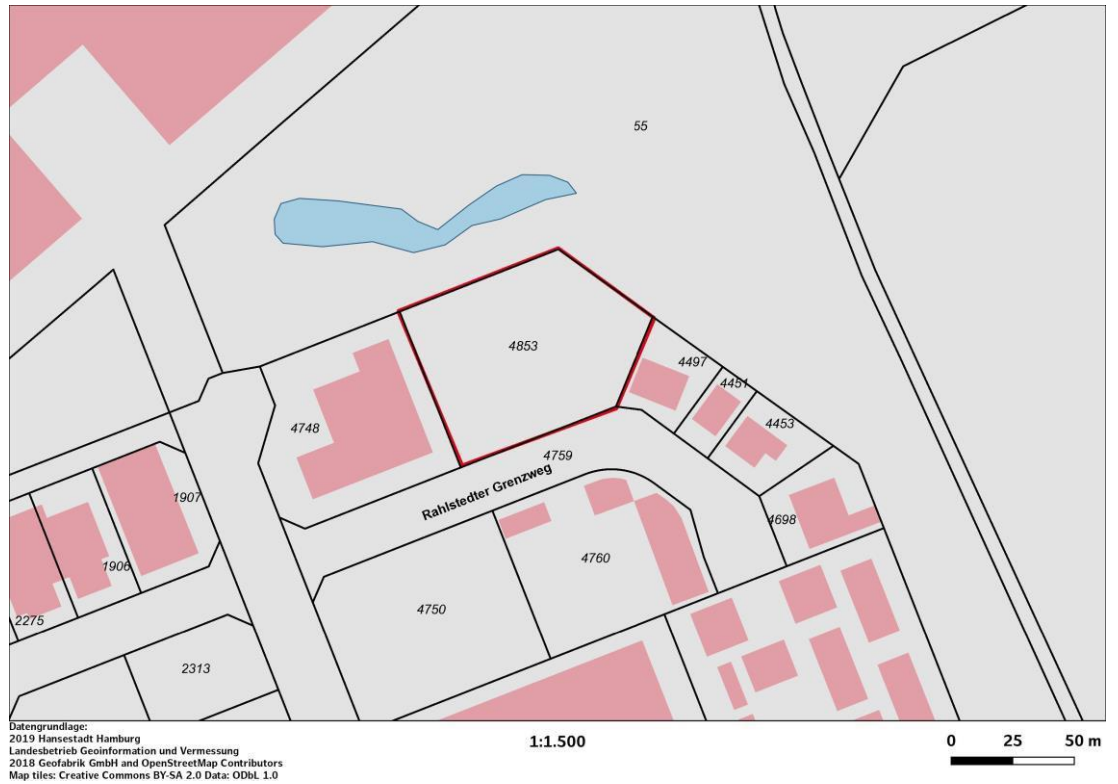 55
4853
4497
4451
4453
4748
4759
Rahlstedter Grenzweg
1907
4698
4760
1906
4750
2275
2313
Datengrundlage:
2019 Hansestadt Hamburg
Landesbetrieb Geoinformation und Vermessung
2018 Geofabrik GmbH and OpenStreetMap Contributors
Map tiles: Creative Commons BY-SA 2.0 Data: ODbL 1.0
1:1.500
0 25 50 m